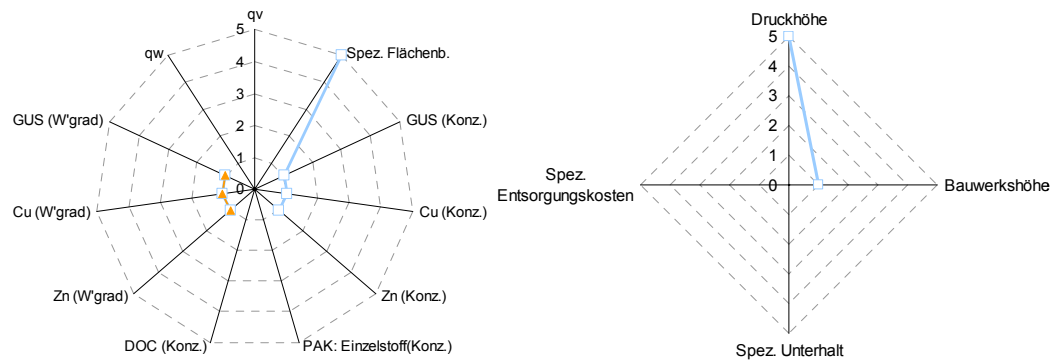 qv
Spez. Flächenb.
GUS (Konz.)
Cu (Konz.)
Zn (Konz.)
PAK: Einzelstoff(Konz.)
DOC (Konz.)
Zn (W'grad)
Cu (W'grad)
GUS (W'grad)
qw
5
4
3
2
1
0
Druckhöhe
Bauwerkshöhe
Spez. Unterhalt
Spez.
Entsorgungskosten
5
4
3
2
1
0